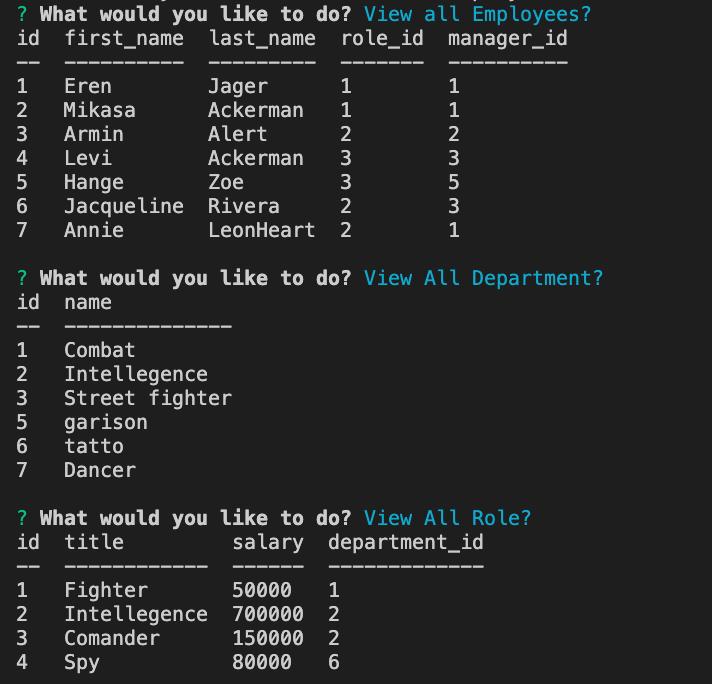 ? What would you like to do? View all Employees?
id  first_name  last_name  role_id  manager_id
--  ----------  ---------  -------  ----------
1   Eren        Jager      1        1
2   Mikasa      Ackerman   1        1
3   Armin       Alert      2        2
4   Levi        Ackerman   3        3
5   Hange       Zoe        3        5
6   Jacqueline  Rivera     2        3
7   Annie       LeonHeart  2        1
? What would you like to do? View All Department?
id  name
--  --------------
1   Combat
2   Intellegence
3   Street fighter
5   garison
6   tatto
7   Dancer
? What would you like to do? View All Role?
id  title         salary  department_id
--  ------------  ------  -------------
1   Fighter       50000   1
2   Intellegence  700000  2
3   Comander      150000  2
4   Spy           80000   6